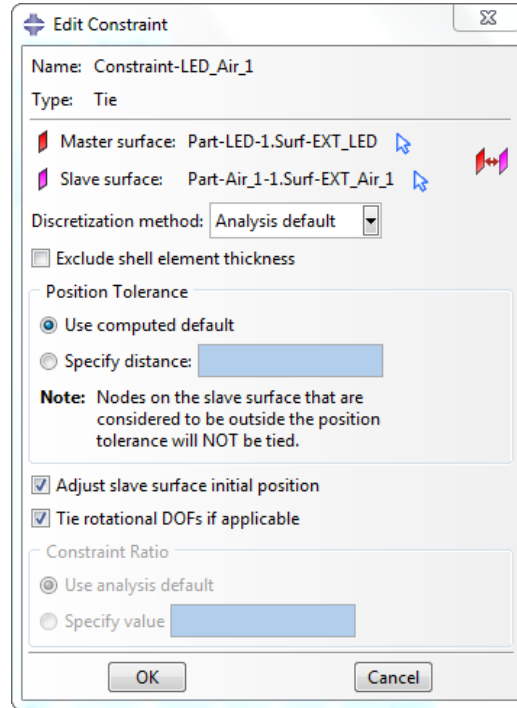 Edit Constraint
Name: Constraint-LED_Air_1
Type: Tie
Master surface: Part-LED-1.Surf-EXT_LED
Slave surface: Part-Air_1-1.Surf-EXT_Air_1
Discretization method: Analysis default
Exclude shell element thickness
Position Tolerance
Use computed default
Specify distance:
Note: Nodes on the slave surface that are
considered to be outside the position
tolerance will NOT be tied.
Adjust slave surface initial position
Tie rotational DOFs if applicable
Constraint Ratio
Use analysis default
Specify value
OK Cancel